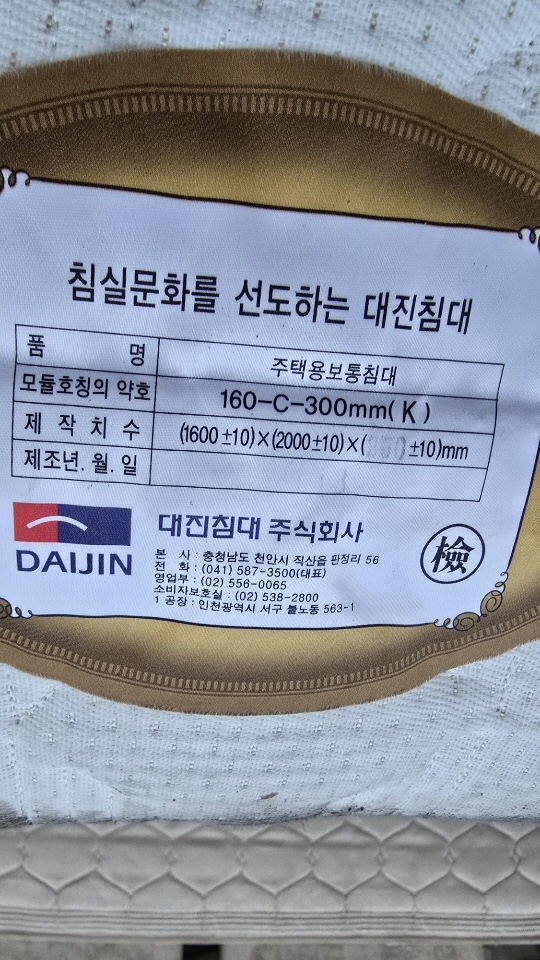 침실문화를 선도하는 대진침대
품 명 주택용보통침대
모듈호칭의 약호 160-C-300mm( K )
제 작 치 수 (1600±10)×(2000±10)×( ±10)mm
제조년. 월. 일
대진침대 주식회사
본 사 : 충청남도 천안시 직산읍 판정리 56
전 화 : (041) 587-3500(대표)
영업부 : (02) 556-0065
소비자보호실 : (02) 538-2800
1 공장 : 인천광역시 서구 불노동 563-1
DAIJIN
檢